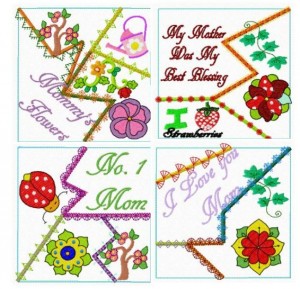 Mommy's
Flowers
My Mother
Was My
Best Blessing
I
Strawberries
No. 1
Mom
I Love you
Mom